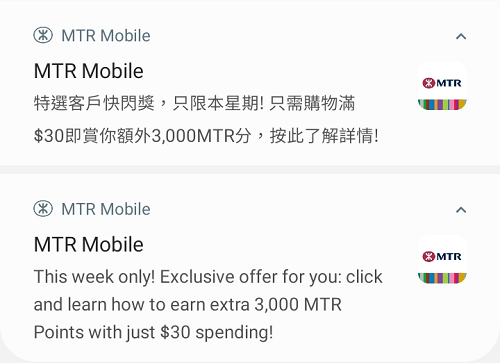 MTR Mobile
MTR Mobile
特選客戶快閃獎，只限本星期! 只需購物滿
$30即賞你額外3,000MTR分，按此了解詳情!
MTR
MTR Mobile
MTR Mobile
This week only! Exclusive offer for you: click
and learn how to earn extra 3,000 MTR
Points with just $30 spending!
MTR